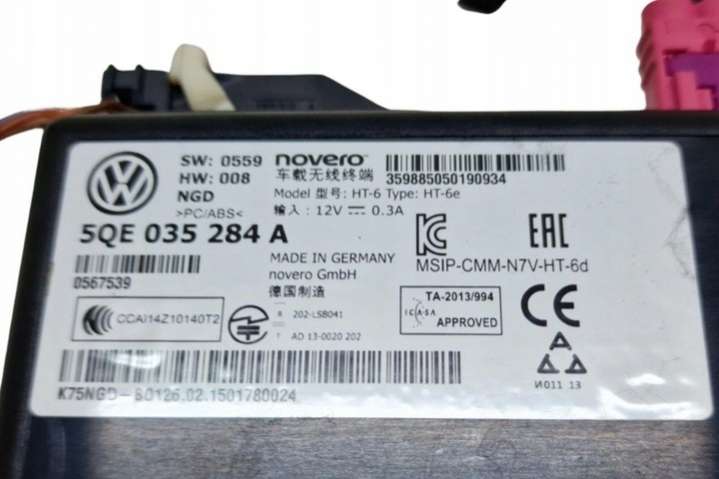 SW: 0559
HW: 008
NGD
>PC/ABS<
5QE 035 284 A
0567539
novero
车载无线终端
Model 型号: HT-6 Type: HT-6e
输入: 12V 0.3A
359885050190934
MADE IN GERMANY
novero GmbH
德国制造
MSIP-CMM-N7V-HT-6d
EAC
CCAI14Z10140T2
R 202-LSB041
T AD 13-0020 202
TA-2013/994
ICASA
APPROVED
CE
И011 13
K75NGD-80126.02.1501780024